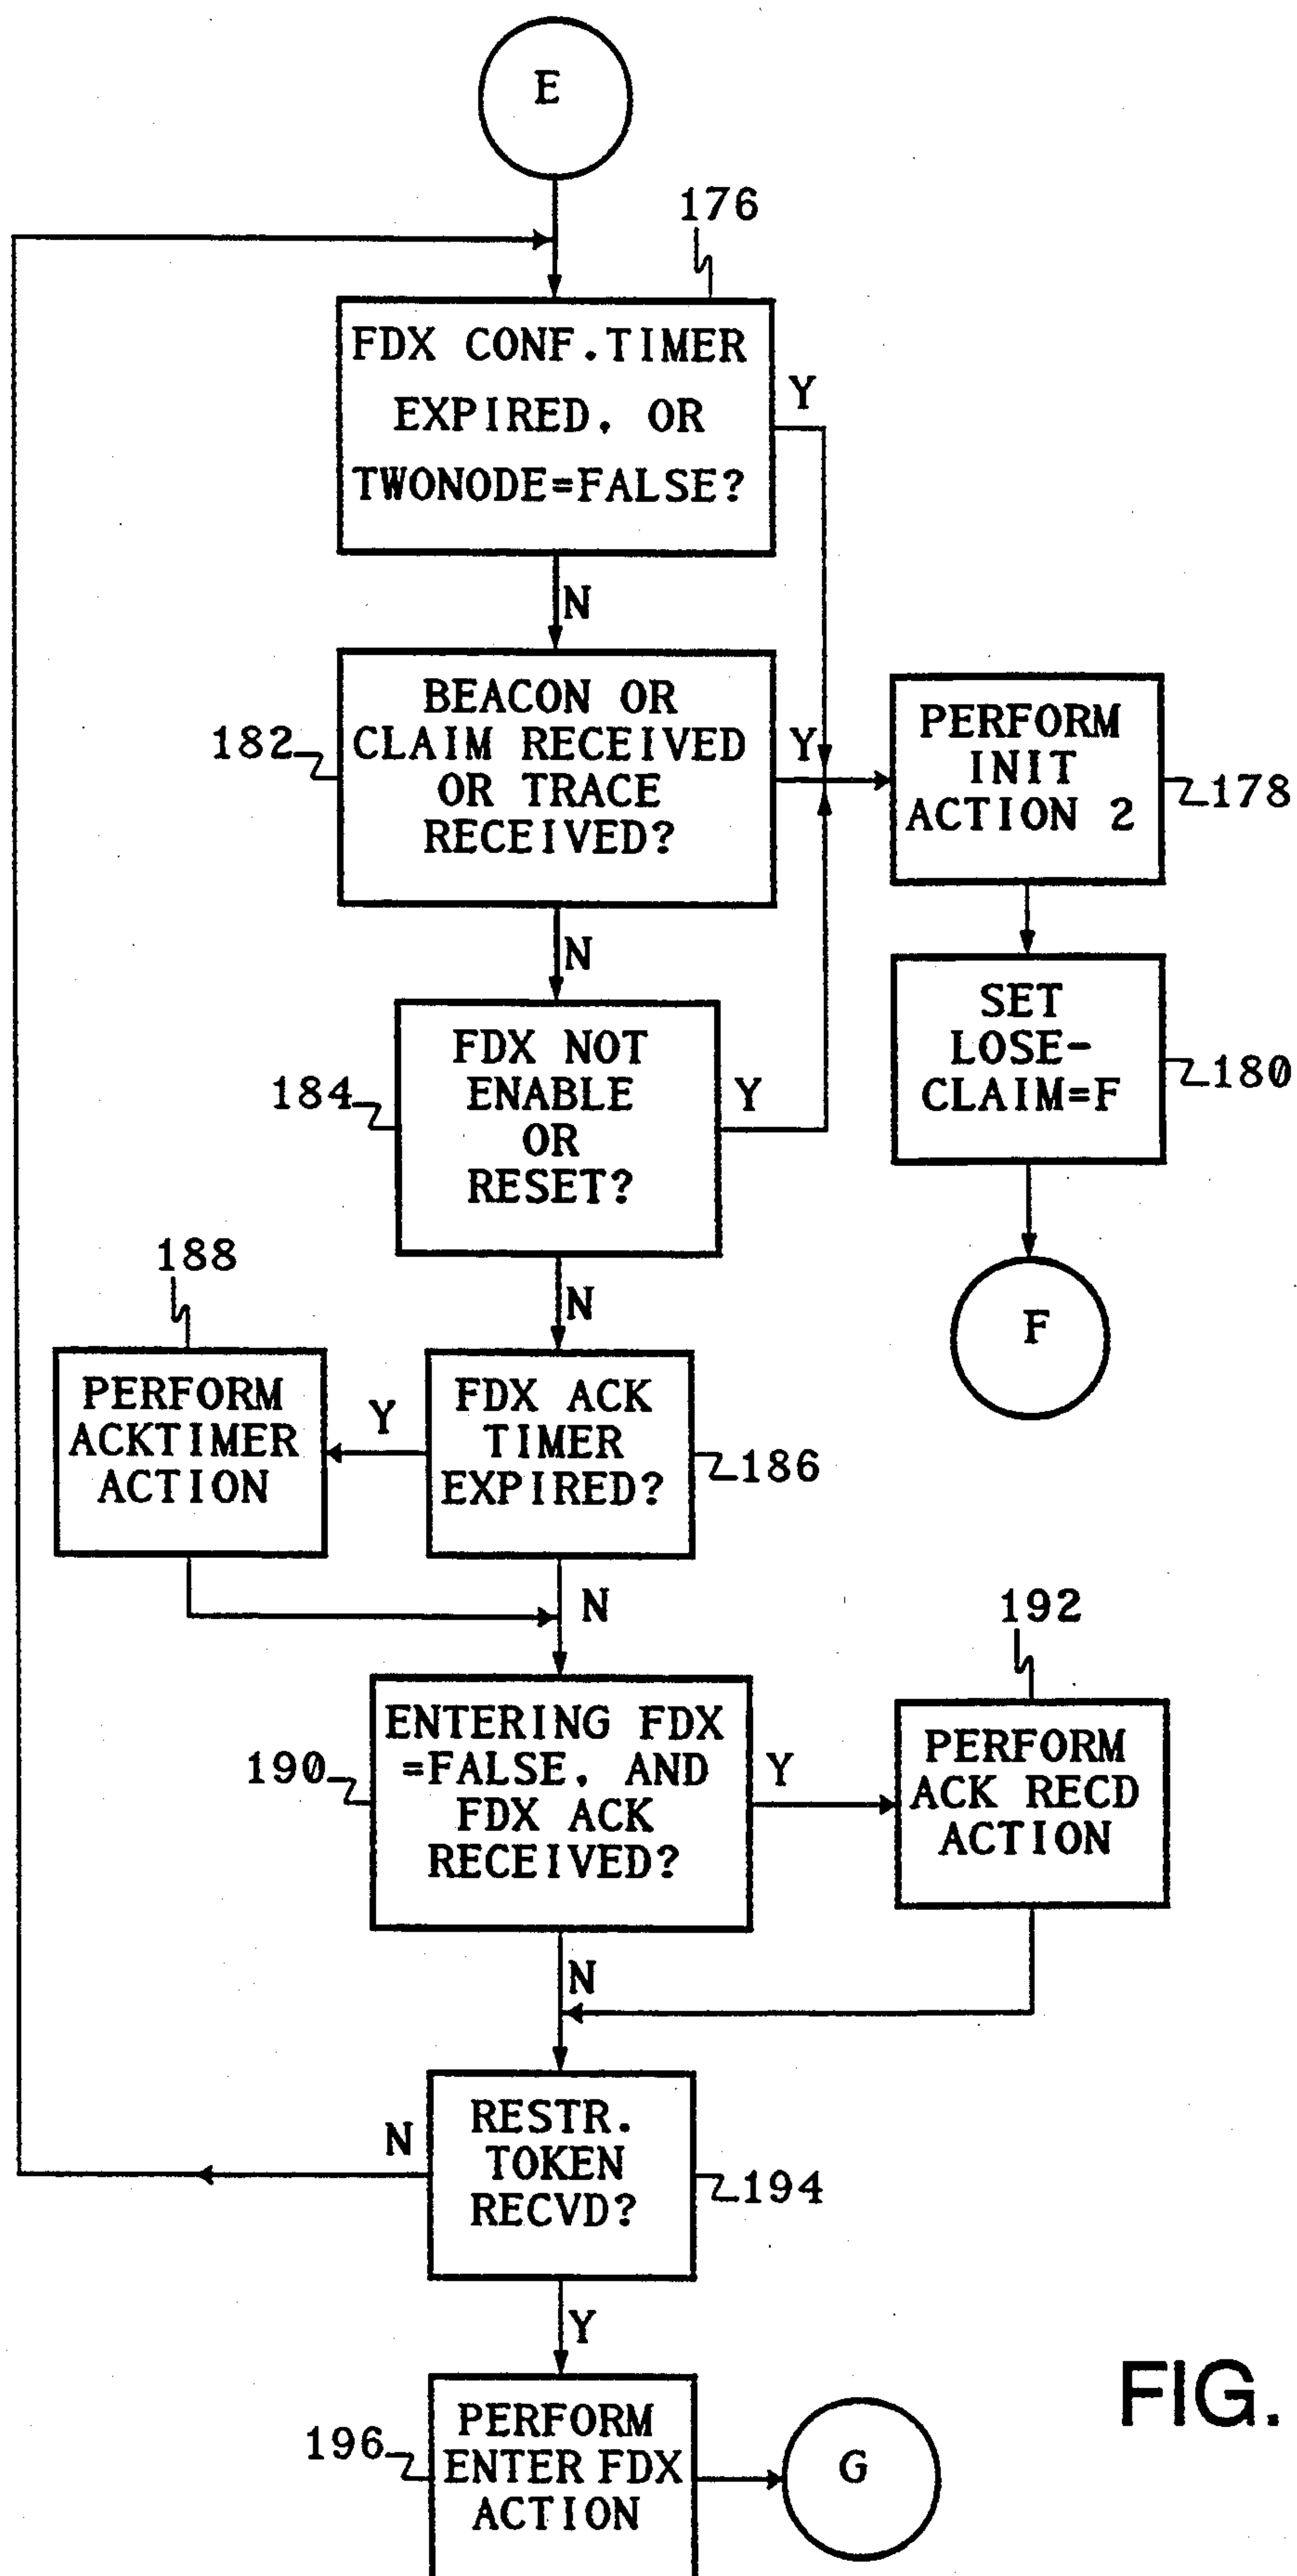 E
176
FDX CONF.TIMER
EXPIRED, OR
TWONODE=FALSE?
Y
N
BEACON OR
CLAIM RECEIVED
OR TRACE
RECEIVED?
182
Y
PERFORM
INIT
ACTION 2
178
N
SET
LOSE-
CLAIM=F
180
FDX NOT
ENABLE
OR
RESET?
184
Y
N
F
188
PERFORM
ACKTIMER
ACTION
Y
FDX ACK
TIMER
EXPIRED?
186
N
192
ENTERING FDX
=FALSE, AND
FDX ACK
RECEIVED?
190
Y
PERFORM
ACK RECD
ACTION
N
RESTR.
TOKEN
RECVD?
N
194
Y
FIG.
PERFORM
ENTER FDX
ACTION
196
G